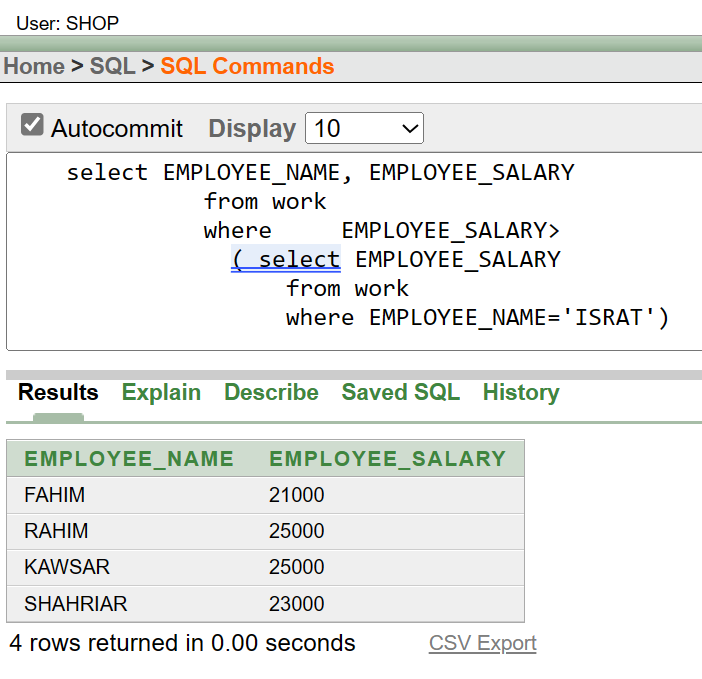 User: SHOP
Home > SQL > SQL Commands
Autocommit Display 10
select EMPLOYEE_NAME, EMPLOYEE_SALARY
from work
where EMPLOYEE_SALARY>
( select EMPLOYEE_SALARY
from work
where EMPLOYEE_NAME='ISRAT')
Results Explain Describe Saved SQL History
EMPLOYEE_NAME EMPLOYEE_SALARY
FAHIM 21000
RAHIM 25000
KAWSAR 25000
SHAHRIAR 23000
4 rows returned in 0.00 seconds CSV Export